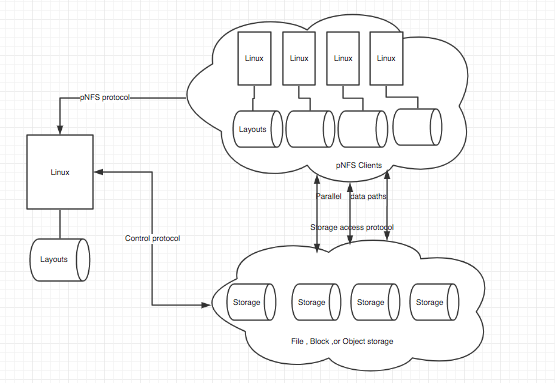 Linux Linux Linux Linux
pNFS protocol
Layouts
pNFS Clients
Linux
Parallel data paths
Storage access protocol
Control protocol
Layouts
Storage Storage Storage Storage
File , Block ,or Object storage